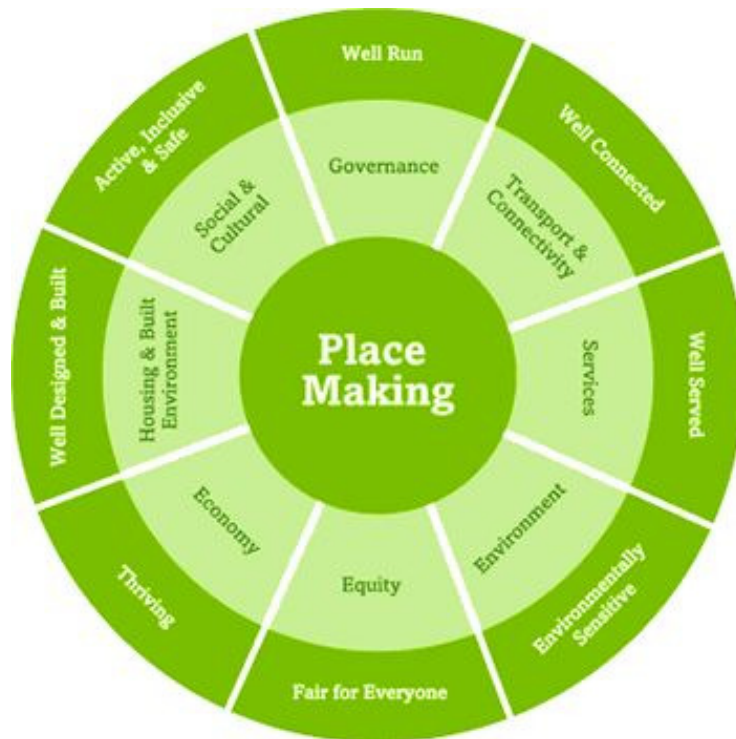 Place
Making
Well Run
Governance
Well Connected
Transport &
Connectivity
Well Served
Services
Environmentally
Sensitive
Environment
Fair for Everyone
Equity
Thriving
Economy
Well Designed & Built
Housing & Built
Environment
Active, Inclusive
& Safe
Social &
Cultural